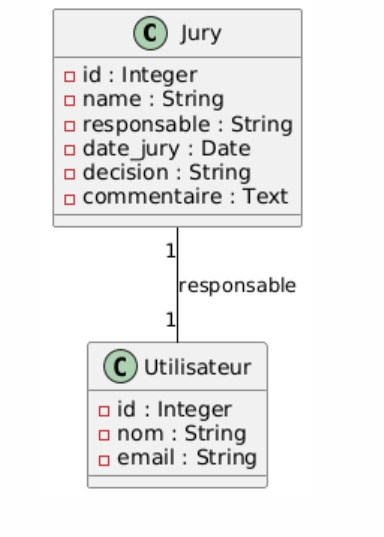 C Jury
id : Integer
name : String
responsable : String
date_jury : Date
decision : String
commentaire : Text
1
responsable
1
C Utilisateur
id : Integer
nom : String
email : String